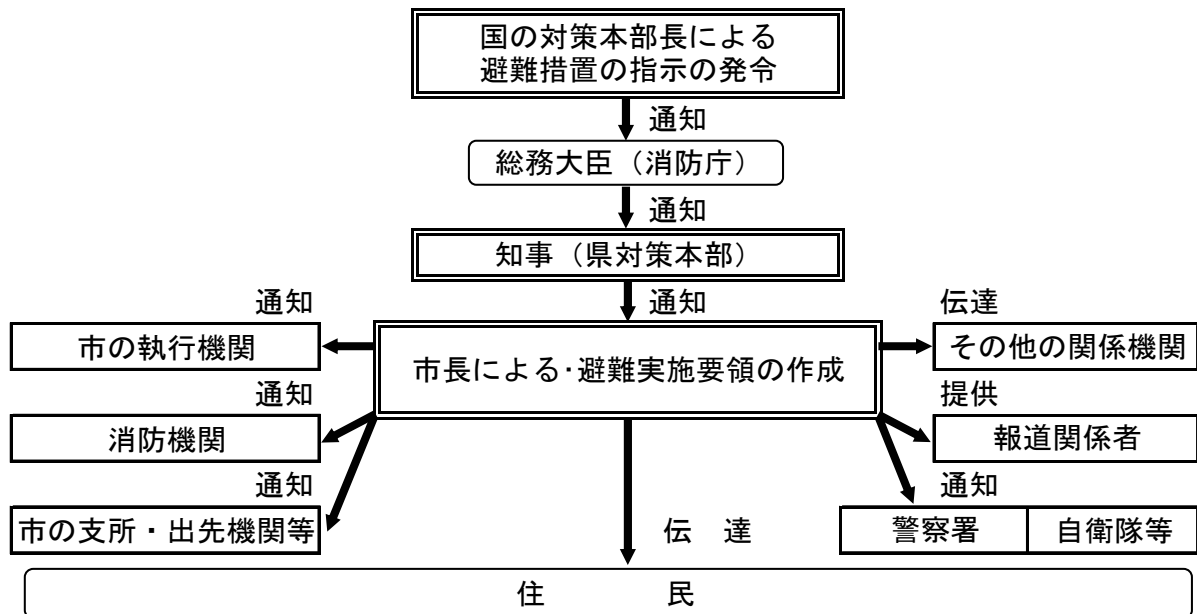 国の対策本部長による
避難措置の指示の発令
通知
総務大臣（消防庁）
通知
知事（県対策本部）
通知
通知
伝達
市の執行機関
市長による・避難実施要領の作成
その他の関係機関
通知
提供
消防機関
報道関係者
通知
通知
市の支所・出先機関等
伝　達
警察署
自衛隊等
住　　民